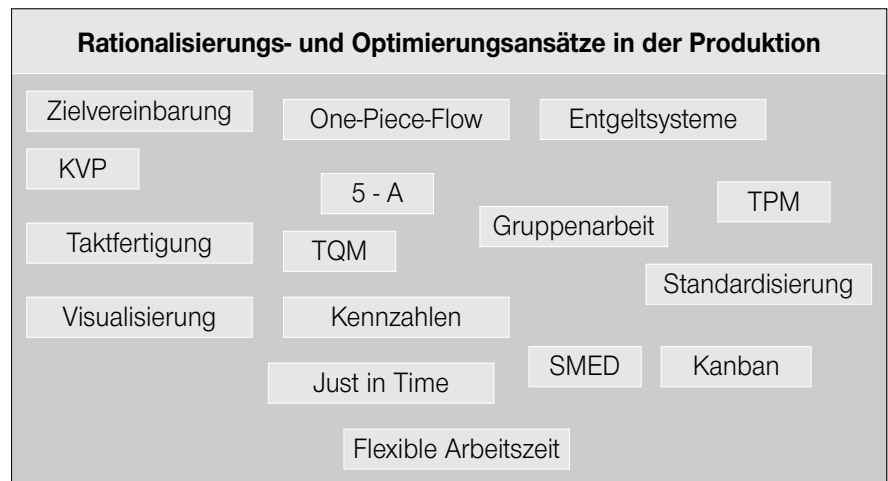 Rationalisierungs- und Optimierungsansätze in der Produktion
Zielvereinbarung
One-Piece-Flow
Entgeltsysteme
KVP
5 - A
TPM
Gruppenarbeit
Taktfertigung
TQM
Standardisierung
Visualisierung
Kennzahlen
SMED
Kanban
Just in Time
Flexible Arbeitszeit